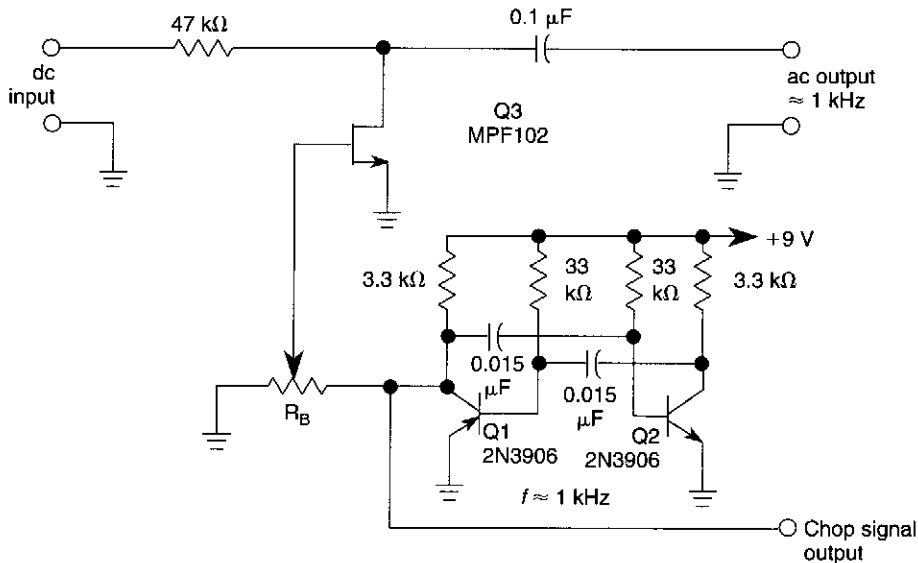 47 kΩ
0.1 µF
dc
input
ac output
≈ 1 kHz
Q3
MPF102
+9 V
3.3 kΩ
33
kΩ
33
kΩ
3.3 kΩ
0.015
µF
0.015
µF
R_B
Q1
2N3906
Q2
2N3906
f ≈ 1 kHz
Chop signal
output